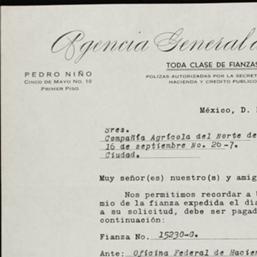 Agencia General d
TODA CLASE DE FIANZAS
PEDRO NIÑO
CINCO DE MAYO No. 10
PRIMER PISO
POLIZAS AUTORIZADAS POR LA SECRET
HACIENDA Y CREDITO PUBLICO
México, D.
Sres.
Compañía Agrícola del Norte de
16 de septiembre No. 26-7.
Ciudad.
Muy señor(es) nuestro(s) y amig
Nos permitimos recordar a
mio de la fianza expedida el dia
a su solicitud, debe ser pagad
continuación:
Fianza No. 15230-G.
Ante: Oficina Federal de Hacien